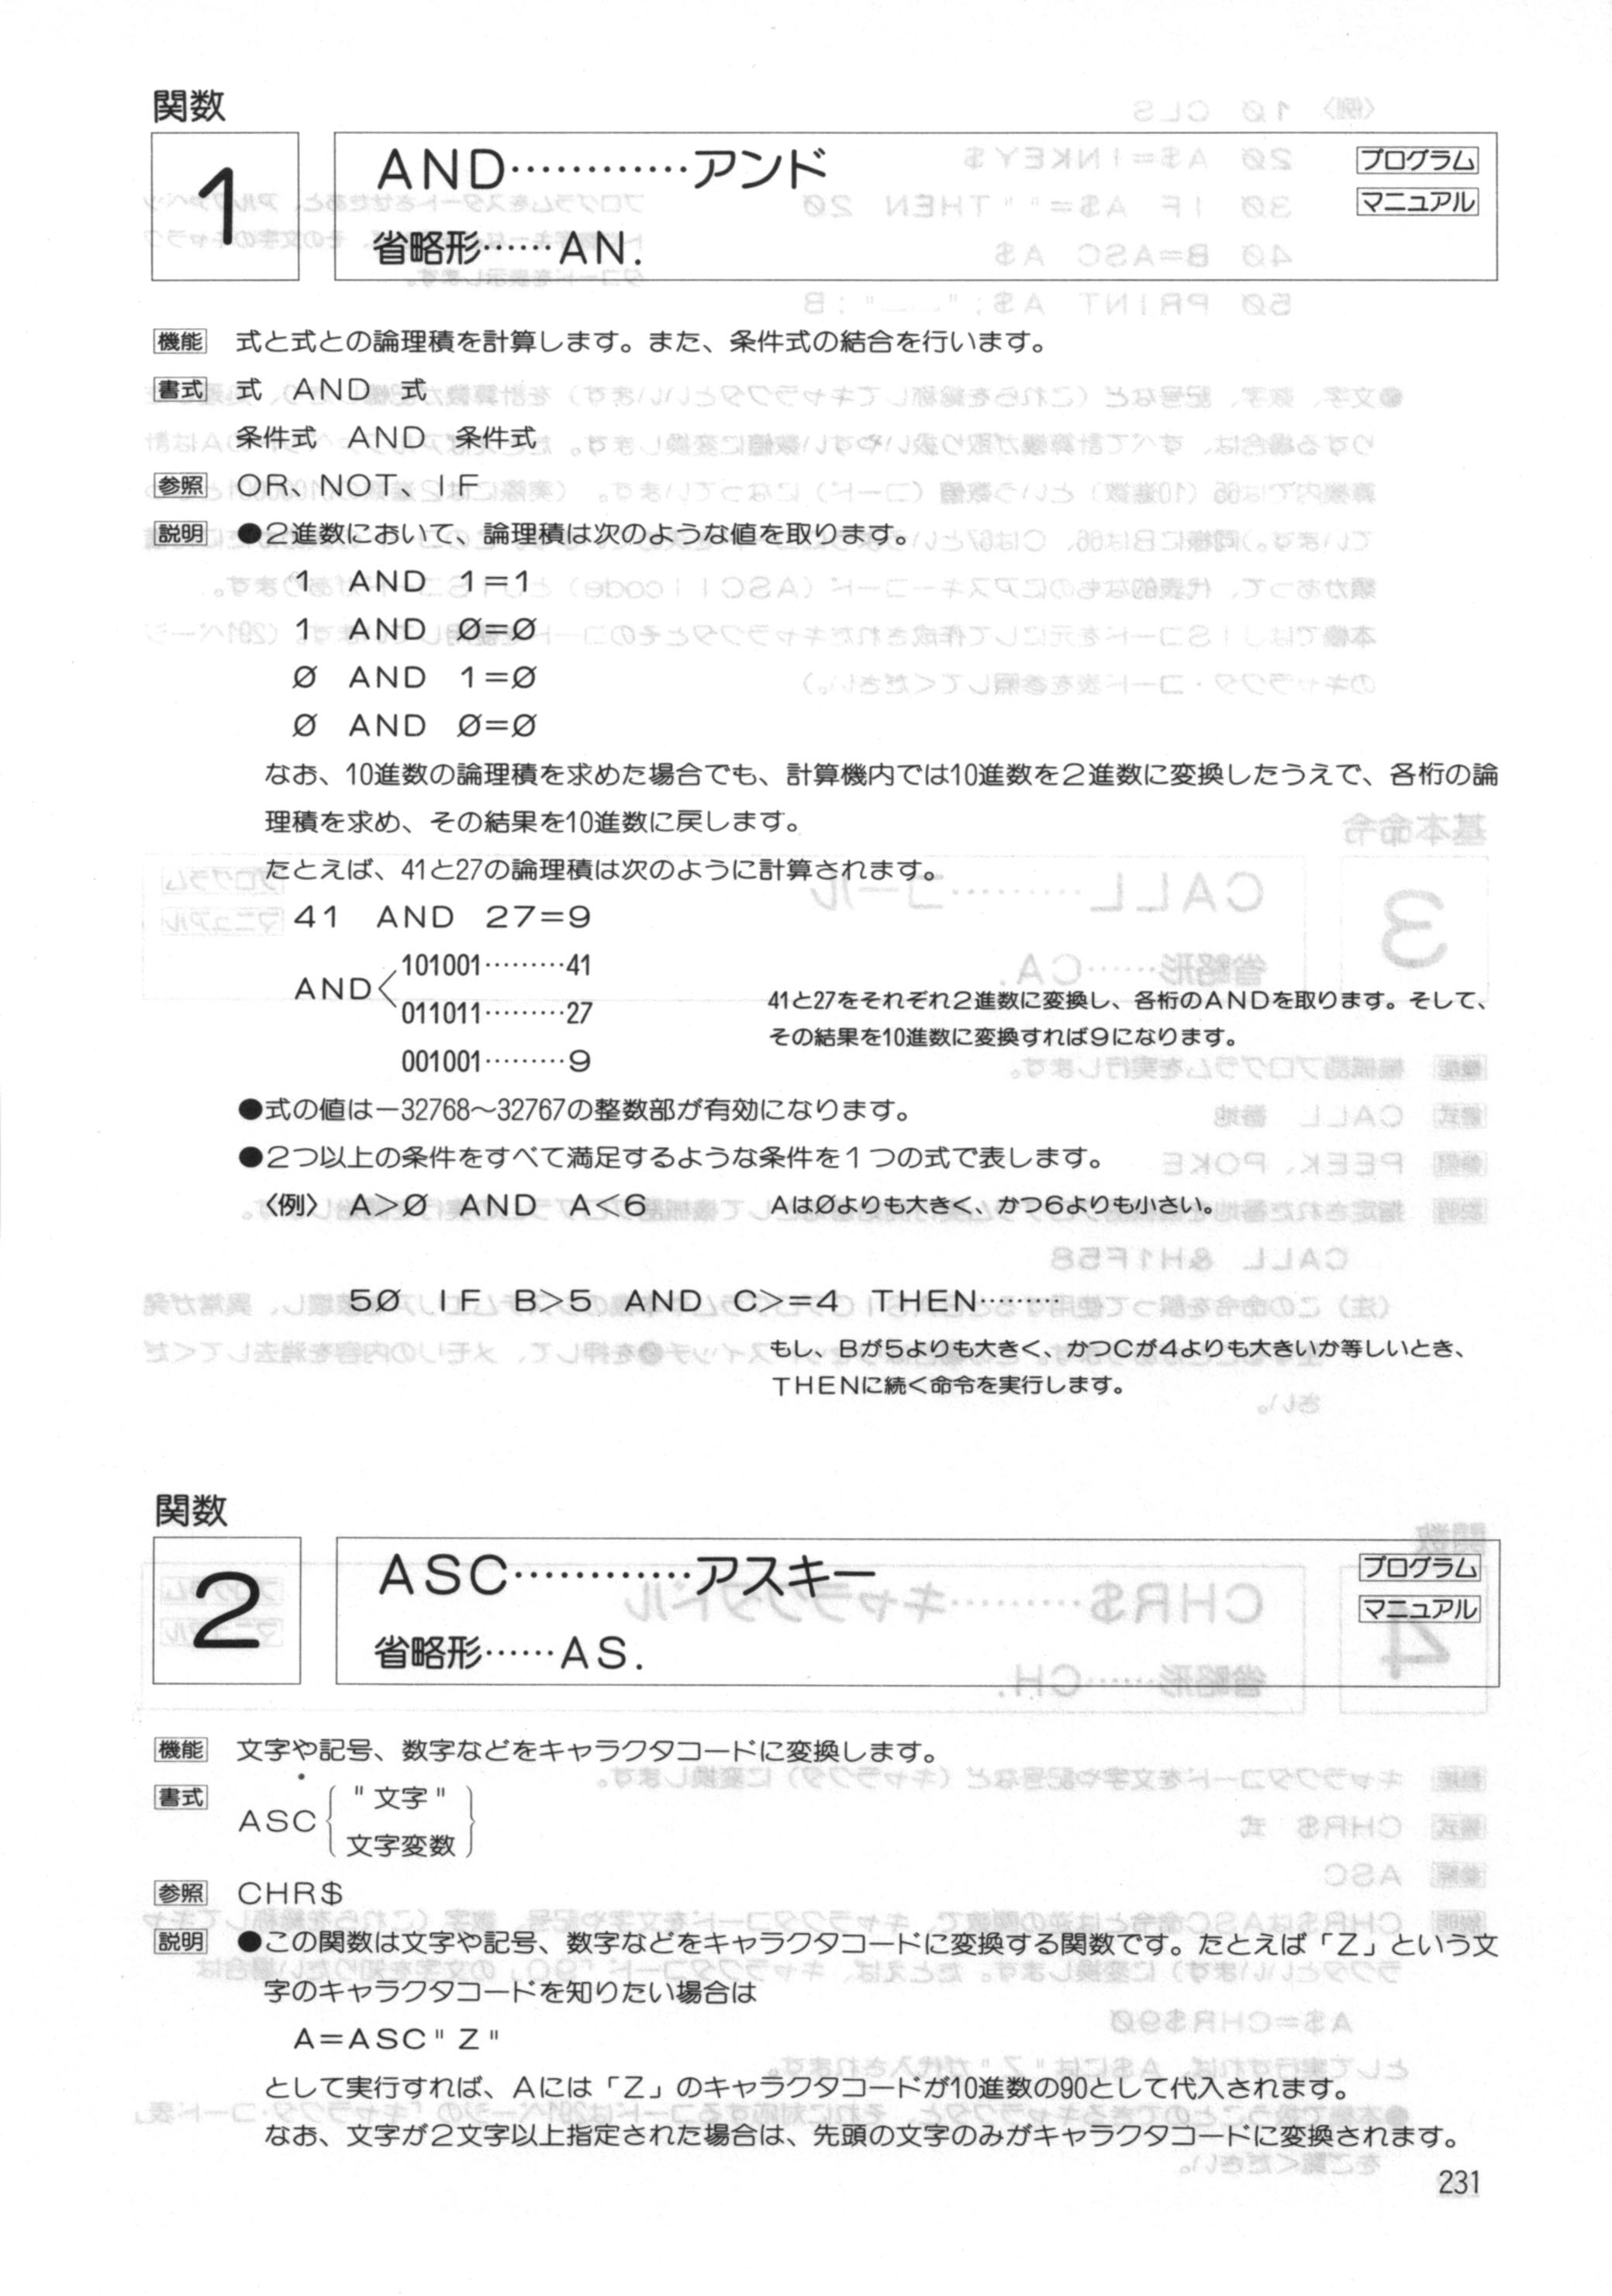 関数
1
AND…………アンド
プログラム
マニュアル
省略形……AN.
機能 式と式との論理積を計算します。また、条件式の結合を行います。
書式 式 AND 式
条件式 AND 条件式
参照 OR、NOT、IF
説明 ●2進数において、論理積は次のような値を取ります。
1 AND 1=1
1 AND Ø=Ø
Ø AND 1=Ø
Ø AND Ø=Ø
なお、10進数の論理積を求めた場合でも、計算機内では10進数を2進数に変換したうえで、各桁の論
理積を求め、その結果を10進数に戻します。
たとえば、41と27の論理積は次のように計算されます。
41 AND 27=9
101001………41
AND
011011………27
001001………9
41と27をそれぞれ2進数に変換し、各桁のANDを取ります。そして、
その結果を10進数に変換すれば9になります。
●式の値は-32768～32767の整数部が有効になります。
●2つ以上の条件をすべて満足するような条件を1つの式で表します。
〈例〉 A>Ø AND A<6 AはØよりも大きく、かつ6よりも小さい。
5Ø IF B>5 AND C>=4 THEN………
もし、Bが5よりも大きく、かつCが4よりも大きいか等しいとき、
THENに続く命令を実行します。
関数
2
ASC…………アスキー
プログラム
マニュアル
省略形……AS.
機能 文字や記号、数字などをキャラクタコードに変換します。
書式 ASC { "文字"
文字変数 }
参照 CHR$
説明 ●この関数は文字や記号、数字などをキャラクタコードに変換する関数です。たとえば「Z」という文
字のキャラクタコードを知りたい場合は
A=ASC"Z"
として実行すれば、Aには「Z」のキャラクタコードが10進数の90として代入されます。
なお、文字が2文字以上指定された場合は、先頭の文字のみがキャラクタコードに変換されます。
231